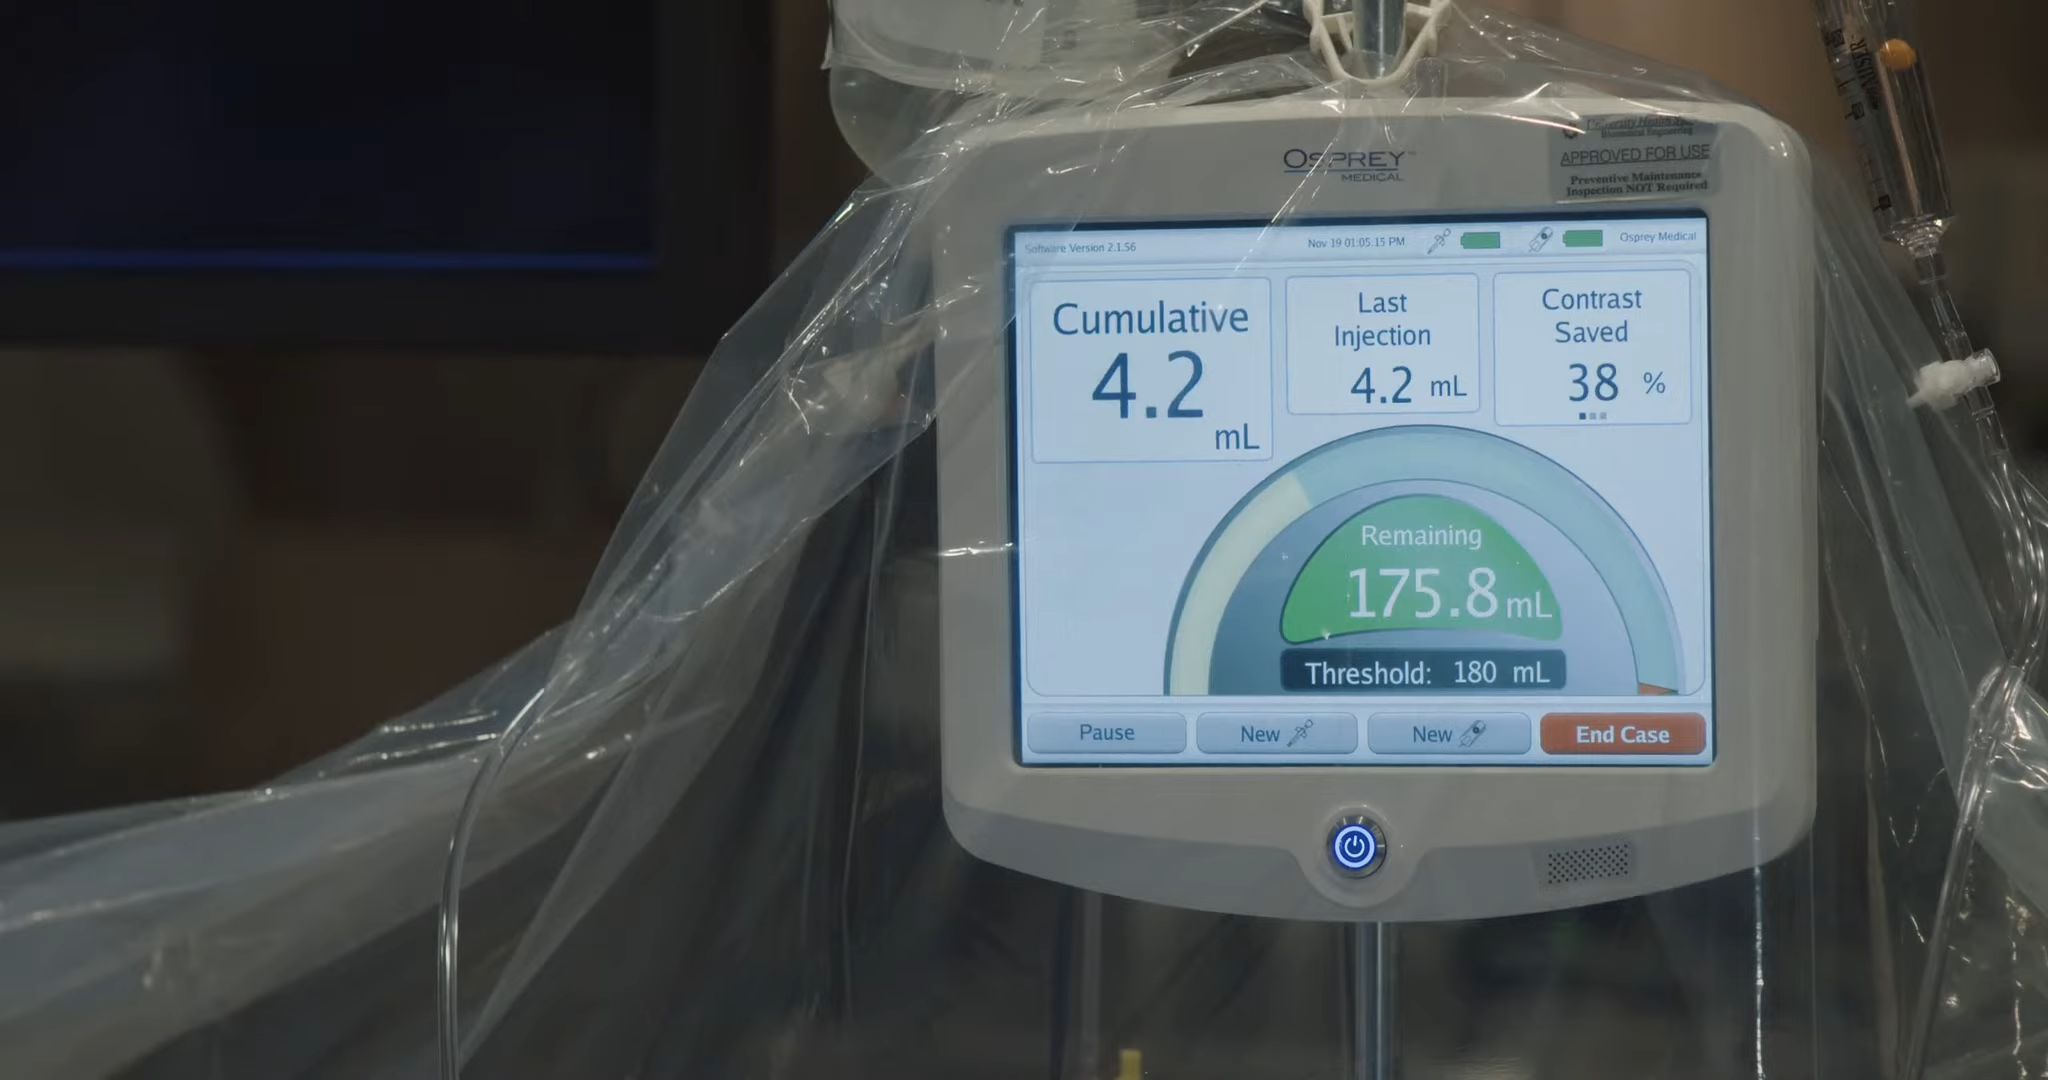 OSPREY
MEDICAL
APPROVED FOR USE
Preventive Maintenance
Inspection NOT Required
Software Version 2.1.56
Nov 19 01:05:15 PM
Osprey Medical
Cumulative
4.2
mL
Last
Injection
4.2 mL
Contrast
Saved
38 %
Remaining
175.8 mL
Threshold: 180 mL
Pause
New
New
End Case